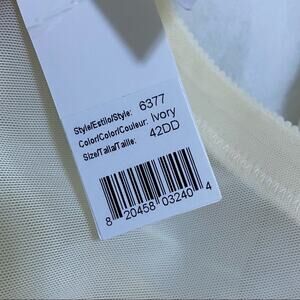 Style/Estilo/Style: 6377
Color/Color/Couleur: Ivory
Size/Talla/Taille: 42DD
8 20458 03240 4